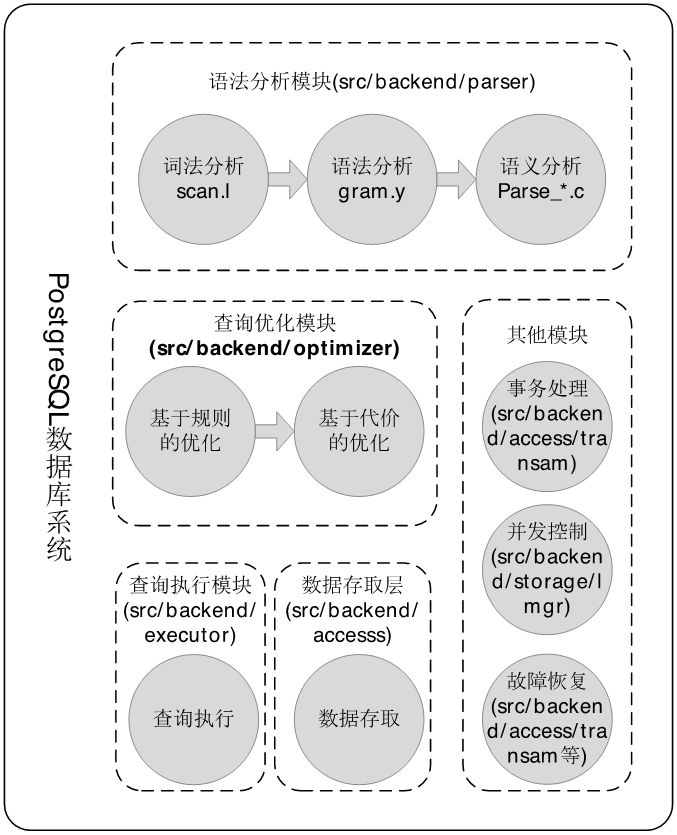 PostgreSQL数据库系统
语法分析模块(src/backend/parser)
词法分析
scan.l
语法分析
gram.y
语义分析
Parse_*.c
查询优化模块
(src/backend/optimizer)
基于规则
的优化
基于代价
的优化
其他模块
事务处理
(src/backen
d/access/tra
nsam)
并发控制
(src/backen
d/storage/l
mgr)
故障恢复
(src/backen
d/access/tra
nsam等)
查询执行模块
(src/backend/
executor)
查询执行
数据存取层
(src/backend/
accesss)
数据存取